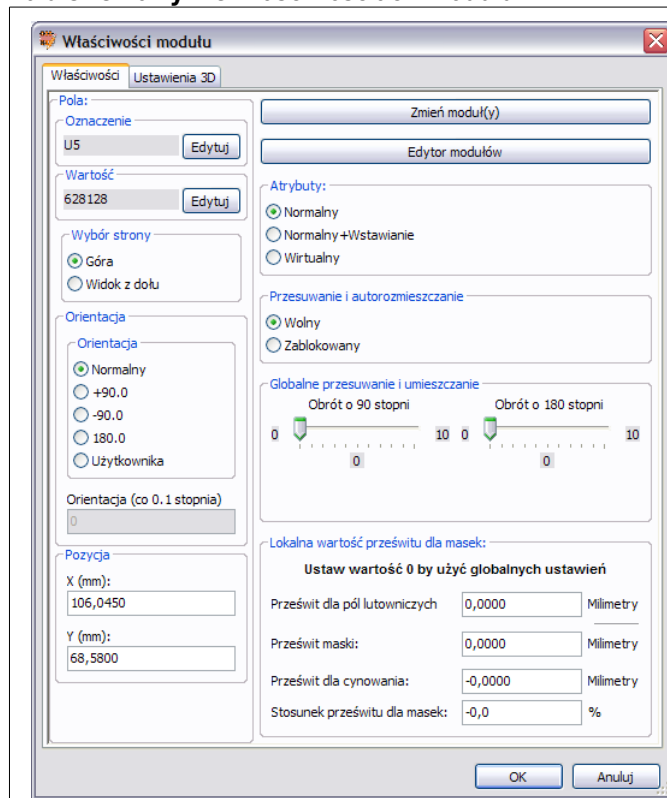 Właściwości modułu
Właściwości
Ustawienia 3D
Pola:
Oznaczenie
U5
Edytuj
Wartość
628128
Edytuj
Wybór strony
Góra
Widok z dołu
Orientacja
Orientacja
Normalny
+90.0
-90.0
180.0
Użytkownika
Orientacja (co 0.1 stopnia)
0
Pozycja
X (mm):
106,0450
Y (mm):
68,5800
Zmień moduł(y)
Edytor modułów
Atrybuty:
Normalny
Normalny+Wstawianie
Wirtualny
Przesuwanie i autorozmieszczanie
Wolny
Zablokowany
Globalne przesuwanie i umieszczanie
Obrót o 90 stopni
0
10
0
Obrót o 180 stopni
0
10
0
Lokalna wartość prześwitu dla masek:
Ustaw wartość 0 by użyć globalnych ustawień
Prześwit dla pól lutowniczych 0,0000 Milimetry
Prześwit maski: 0,0000 Milimetry
Prześwit dla cynowania: -0,0000 Milimetry
Stosunek prześwitu dla masek: -0,0 %
OK
Anuluj